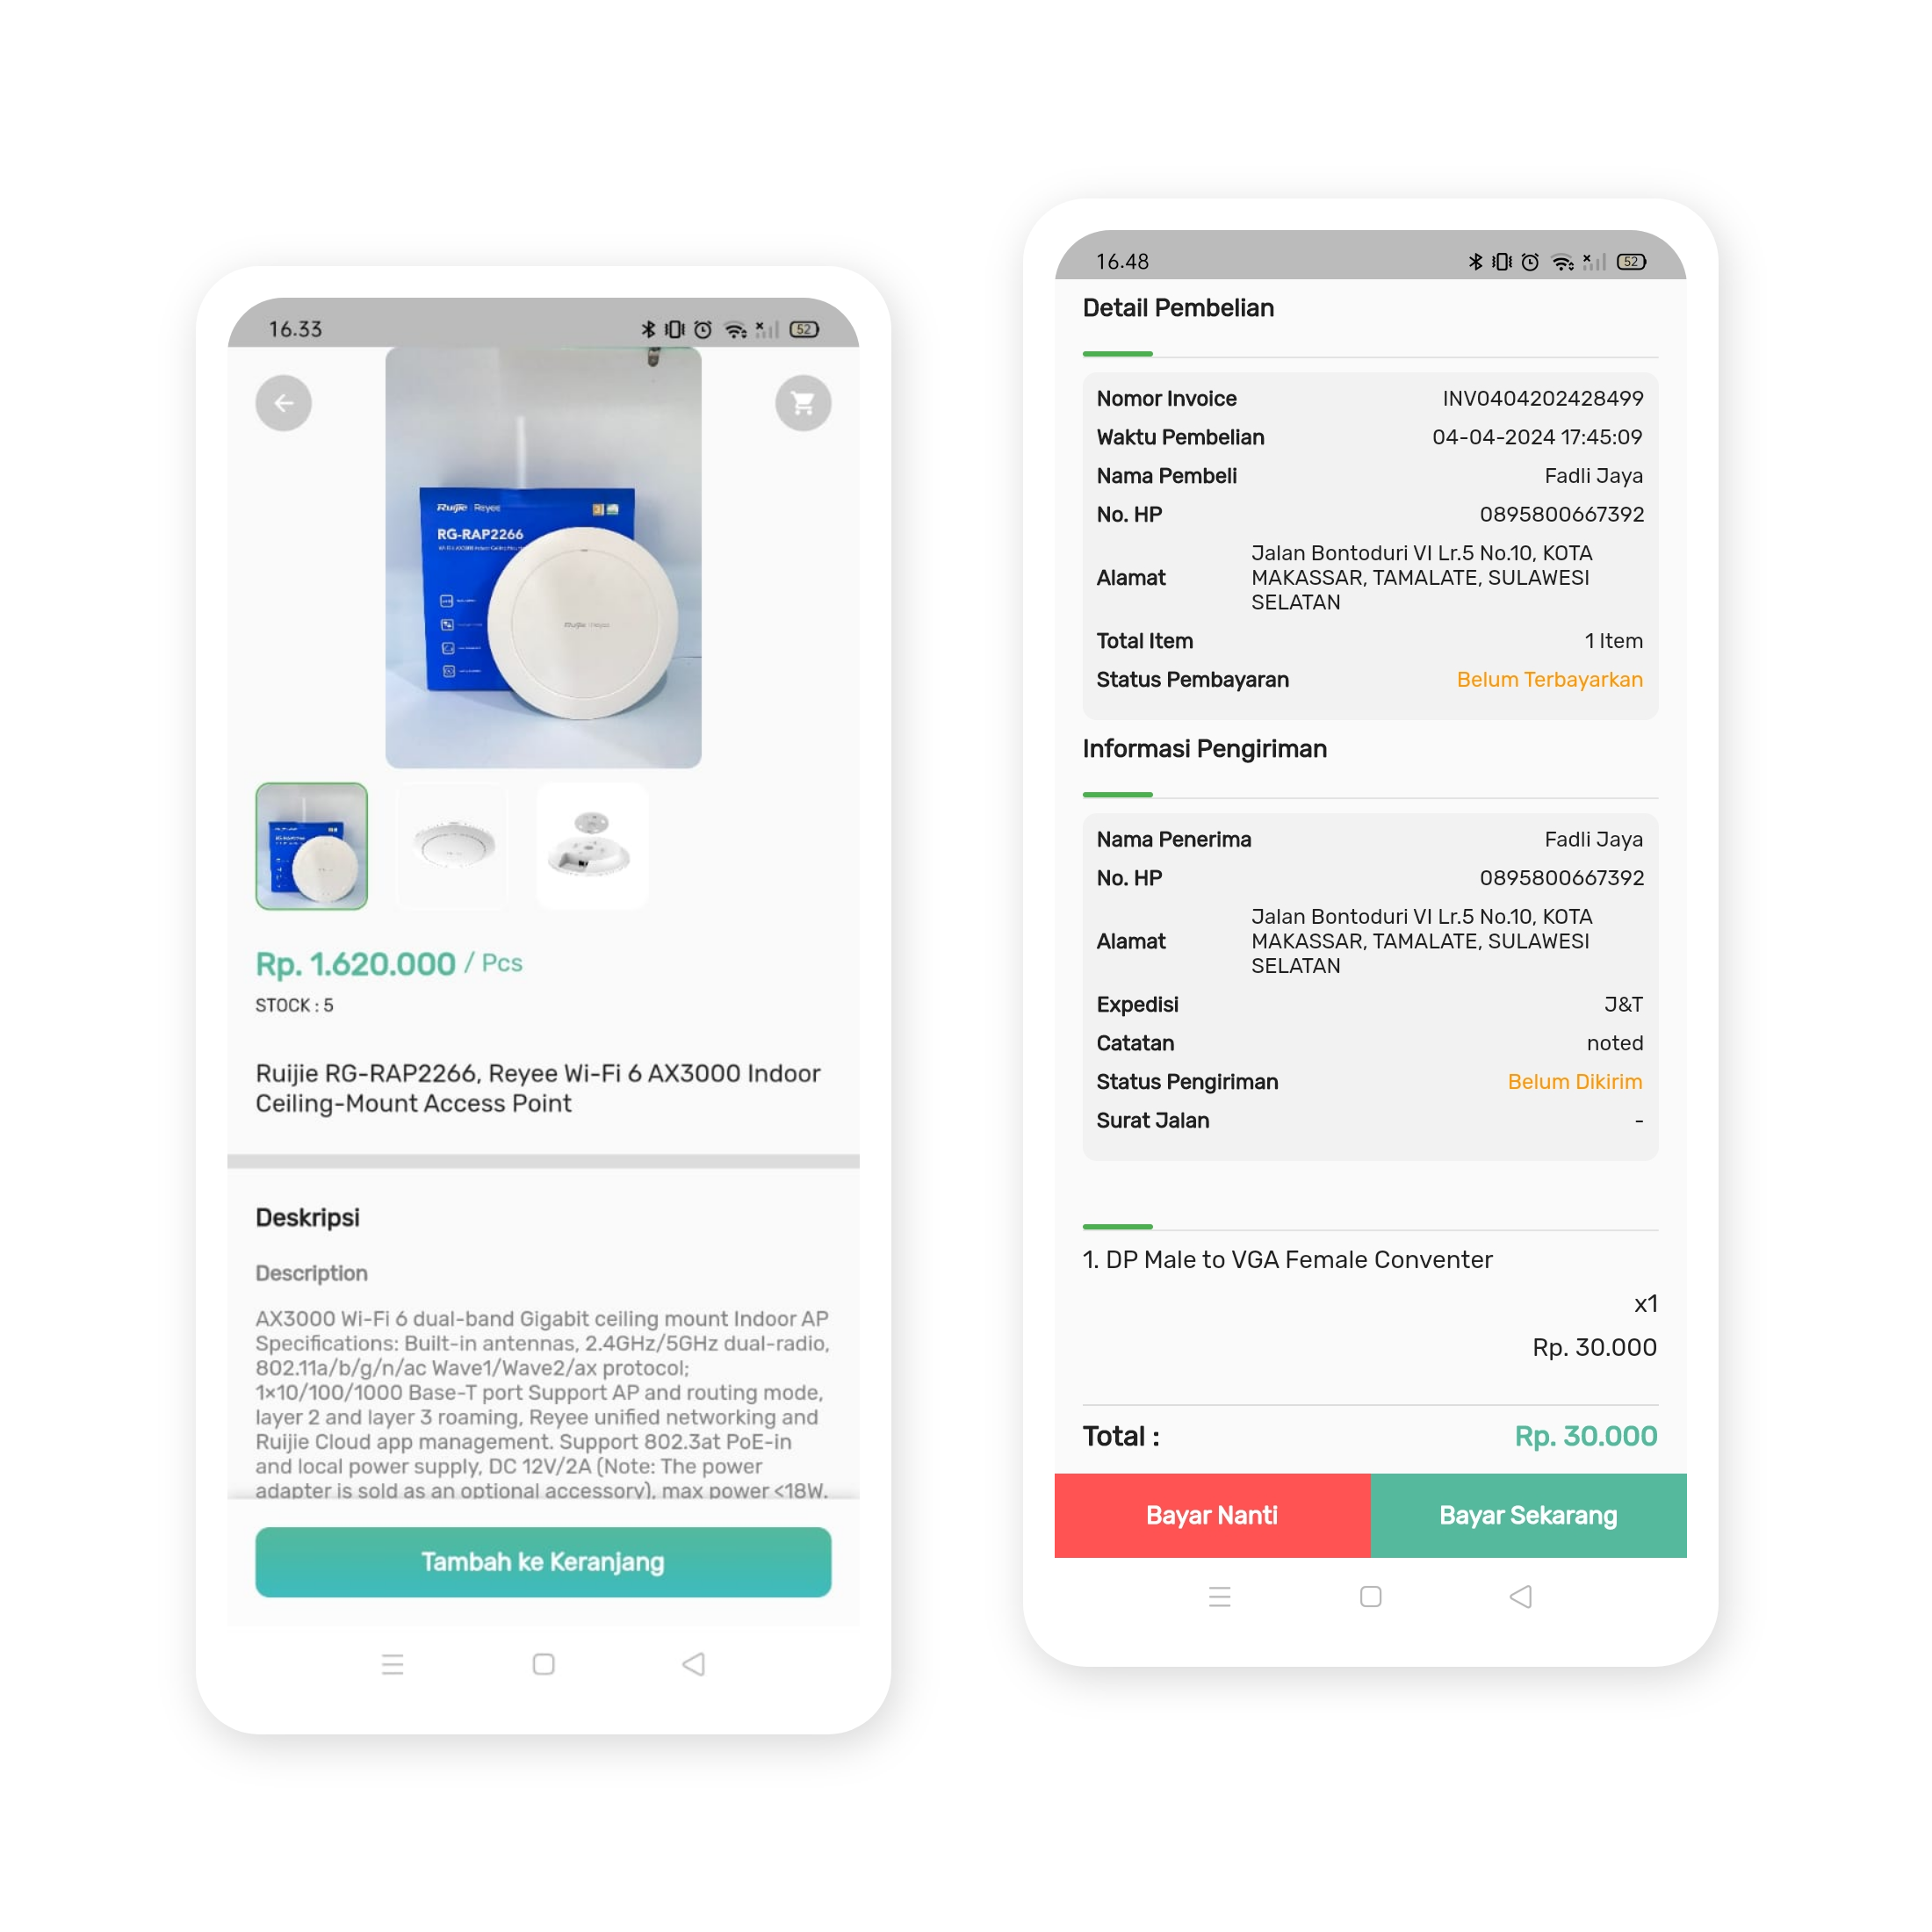 16.33
52
Ruijie Reyee
RG-RAP2266
Rp. 1.620.000 / Pcs
STOCK : 5
Ruijie RG-RAP2266, Reyee Wi-Fi 6 AX3000 Indoor
Ceiling-Mount Access Point
Deskripsi
Description
AX3000 Wi-Fi 6 dual-band Gigabit ceiling mount Indoor AP
Specifications: Built-in antennas, 2.4GHz/5GHz dual-radio,
802.11a/b/g/n/ac Wave1/Wave2/ax protocol;
1×10/100/1000 Base-T port Support AP and routing mode,
layer 2 and layer 3 roaming, Reyee unified networking and
Ruijie Cloud app management. Support 802.3at PoE-in
and local power supply, DC 12V/2A (Note: The power
adapter is sold as an optional accessory), max power <18W.
Tambah ke Keranjang
16.48
52
Detail Pembelian
Nomor Invoice INV0404202428499
Waktu Pembelian 04-04-2024 17:45:09
Nama Pembeli Fadli Jaya
No. HP 0895800667392
Alamat Jalan Bontoduri VI Lr.5 No.10, KOTA
MAKASSAR, TAMALATE, SULAWESI
SELATAN
Total Item 1 Item
Status Pembayaran Belum Terbayarkan
Informasi Pengiriman
Nama Penerima Fadli Jaya
No. HP 0895800667392
Alamat Jalan Bontoduri VI Lr.5 No.10, KOTA
MAKASSAR, TAMALATE, SULAWESI
SELATAN
Expedisi J&T
Catatan noted
Status Pengiriman Belum Dikirim
Surat Jalan -
1. DP Male to VGA Female Conventer
x1
Rp. 30.000
Total : Rp. 30.000
Bayar Nanti Bayar Sekarang